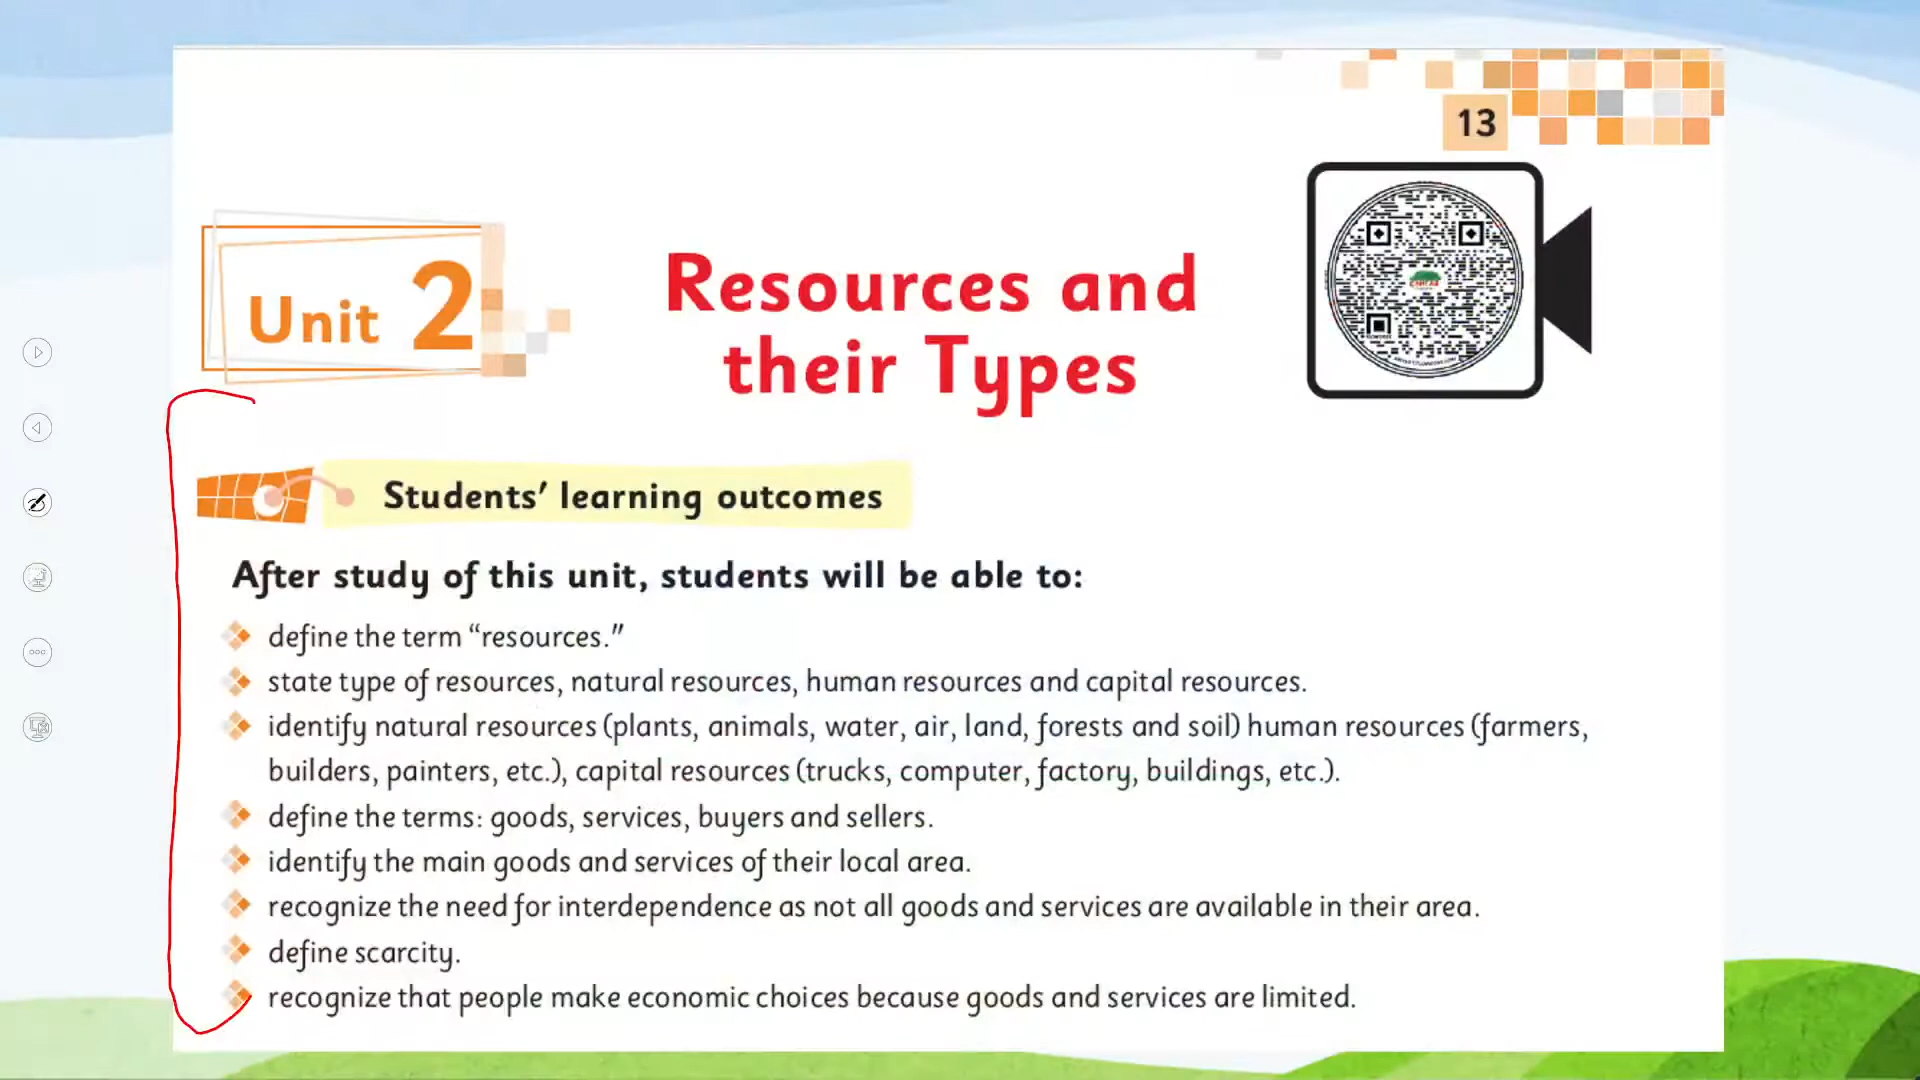 13
Unit 2
Resources and
their Types
Students' learning outcomes
After study of this unit, students will be able to:
define the term “resources.”
state type of resources, natural resources, human resources and capital resources.
identify natural resources (plants, animals, water, air, land, forests and soil) human resources (farmers,
builders, painters, etc.), capital resources (trucks, computer, factory, buildings, etc.).
define the terms: goods, services, buyers and sellers.
identify the main goods and services of their local area.
recognize the need for interdependence as not all goods and services are available in their area.
define scarcity.
recognize that people make economic choices because goods and services are limited.